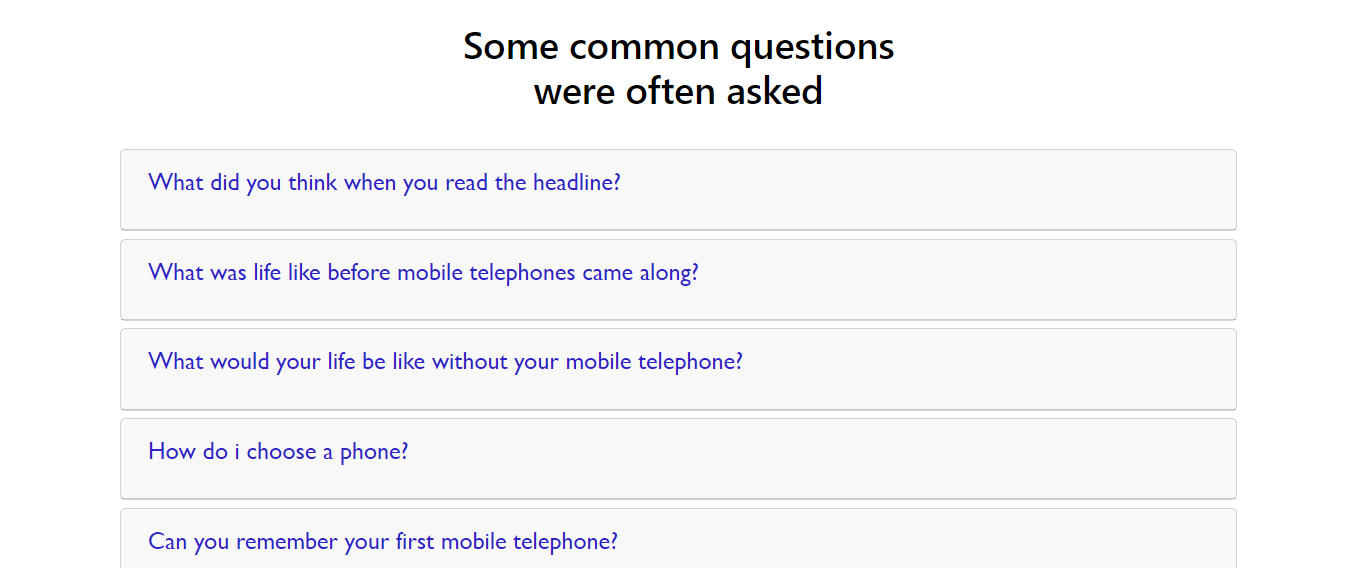 Some common questions
were often asked
What did you think when you read the headline?
What was life like before mobile telephones came along?
What would your life be like without your mobile telephone?
How do i choose a phone?
Can you remember your first mobile telephone?